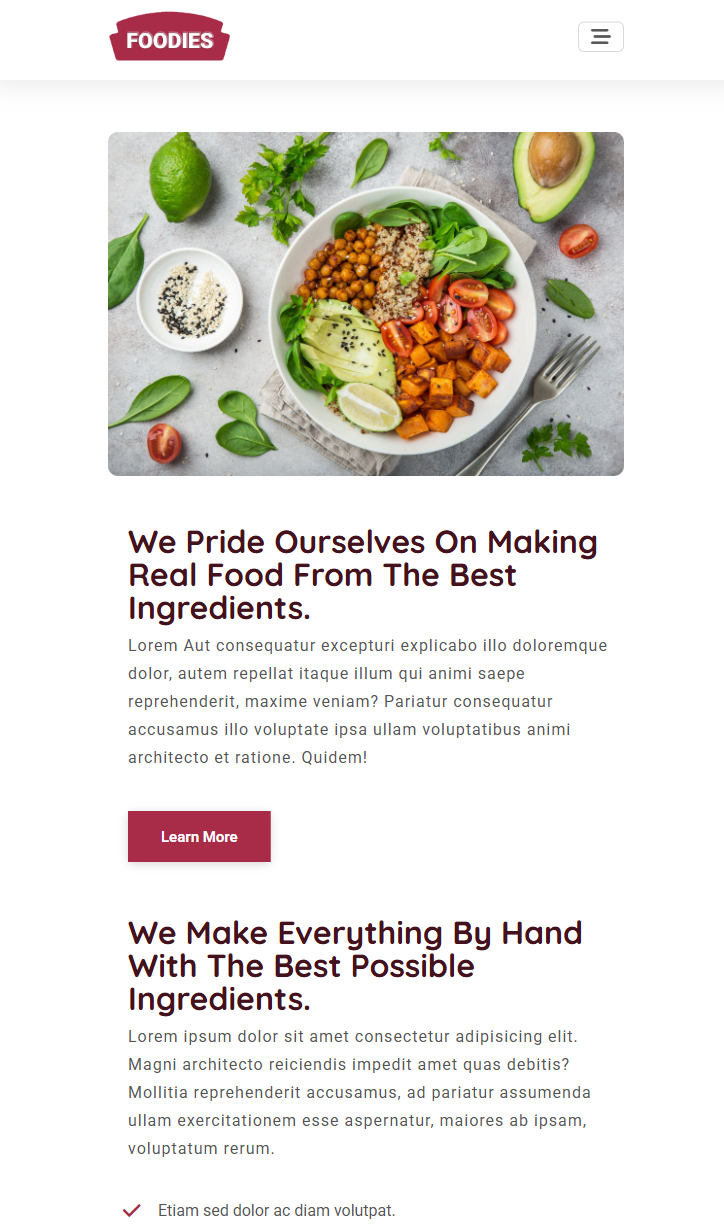 FOODIES
We Pride Ourselves On Making
Real Food From The Best
Ingredients.
Lorem Aut consequatur excepturi explicabo illo doloremque
dolor, autem repellat itaque illum qui animi saepe
reprehenderit, maxime veniam? Pariatur consequatur
accusamus illo voluptate ipsa ullam voluptatibus animi
architecto et ratione. Quidem!
Learn More
We Make Everything By Hand
With The Best Possible
Ingredients.
Lorem ipsum dolor sit amet consectetur adipisicing elit.
Magni architecto reiciendis impedit amet quas debitis?
Mollitia reprehenderit accusamus, ad pariatur assumenda
ullam exercitationem esse aspernatur, maiores ab ipsam,
voluptatum rerum.
Etiam sed dolor ac diam volutpat.